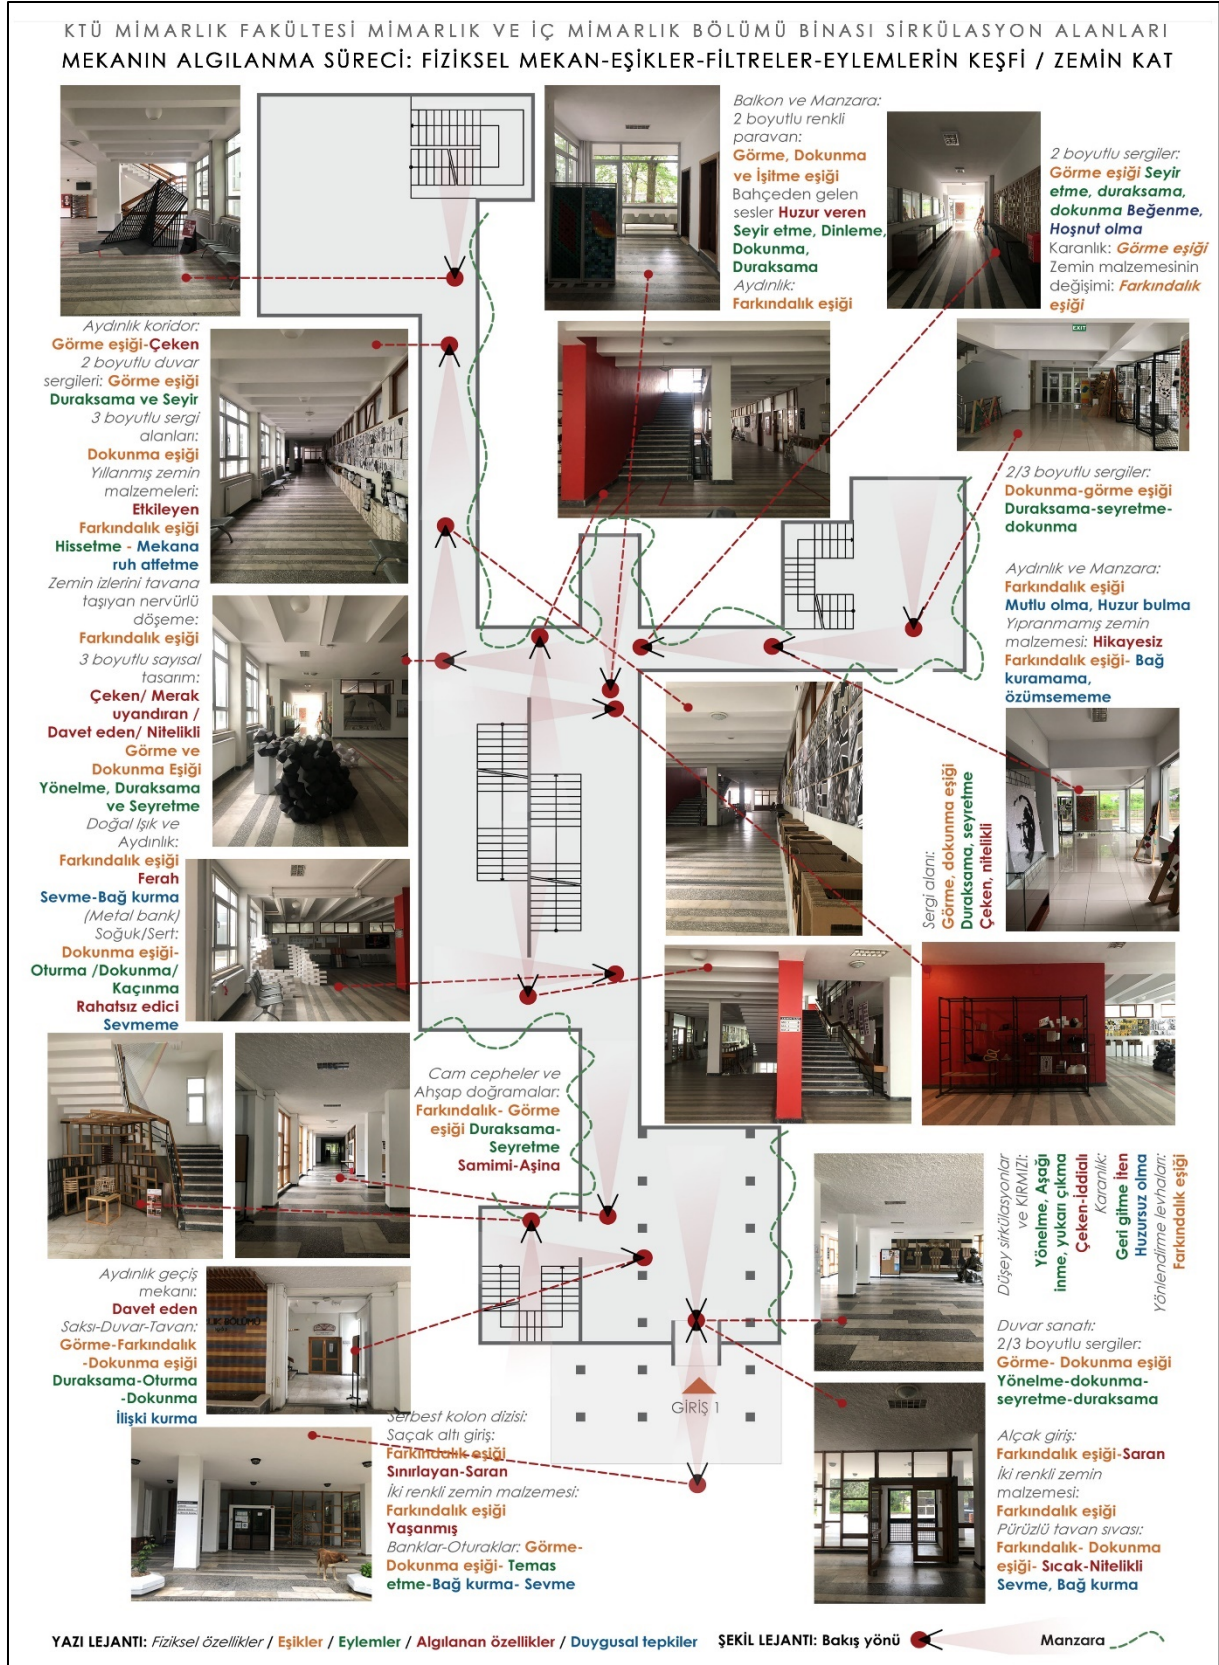 KTÜ MİMARLIK FAKÜLTESİ MİMARLIK VE İÇ MİMARLIK BÖLÜMÜ BİNASI SİRKÜLASYON ALANLARI
MEKANIN ALGILANMA SÜRECİ: FİZİKSEL MEKAN-EŞİKLER-FİLTRELER-EYLEMLERİN KEŞFİ / ZEMİN KAT
Balkon ve Manzara:
2 boyutlu renkli
paravan:
Görme, Dokunma
ve İşitme eşiği
Bahçeden gelen
sesler Huzur veren
Seyir etme, Dinleme,
Dokunma,
Duraksama
Aydınlık:
Farkındalık eşiği
2 boyutlu sergiler:
Görme eşiği Seyir
etme, duraksama,
dokunma Beğenme,
Hoşnut olma
Karanlık: Görme eşiği
Zemin malzemesinin
değişimi: Farkındalık
eşiği
Aydınlık koridor:
Görme eşiği-Çeken
2 boyutlu duvar
sergileri: Görme eşiği
Duraksama ve Seyir
3 boyutlu sergi
alanları:
Dokunma eşiği
Yıllanmış zemin
malzemeleri:
Etkileyen
Farkındalık eşiği
Hissetme - Mekana
ruh atfetme
Zemin izlerini tavana
taşıyan nervürlü
döşeme:
Farkındalık eşiği
3 boyutlu sayısal
tasarım:
Çeken/ Merak
uyandıran /
Davet eden/ Nitelikli
Görme ve
Dokunma Eşiği
Yönelme, Duraksama
ve Seyretme
Doğal Işık ve
Aydınlık:
Farkındalık eşiği
Ferah
Sevme-Bağ kurma
(Metal bank)
Soğuk/Sert:
Dokunma eşiği-
Oturma /Dokunma/
Kaçınma
Rahatsız edici
Sevmeme
EXIT
2/3 boyutlu sergiler:
Dokunma-görme eşiği
Duraksama-seyretme-
dokunma
Aydınlık ve Manzara:
Farkındalık eşiği
Mutlu olma, Huzur bulma
Yıpranmamış zemin
malzemesi: Hikayesiz
Farkındalık eşiği- Bağ
kuramama,
özümsememe
Sergi alanı:
Görme, dokunma eşiği
Duraksama, seyretme
Çeken, nitelikli
Cam cepheler ve
Ahşap doğramalar:
Farkındalık- Görme
eşiği Duraksama-
Seyretme
Samimi-Aşina
Düşey sirkülasyonlar
ve KIRMIZI:
Yönelme, Aşağı
inme, yukarı çıkma
Çeken-İddialı
Karanlık:
Geri gitme İten
Huzursuz olma
Yönlendirme levhaları:
Farkındalık eşiği
Aydınlık geçiş
mekanı:
Davet eden
Saksı-Duvar-Tavan:
Görme-Farkındalık
-Dokunma eşiği
Duraksama-Oturma
-Dokunma
İlişki kurma
LIK BÖLÜMÜ
GİRİŞ 1
Duvar sanatı:
2/3 boyutlu sergiler:
Görme- Dokunma eşiği
Yönelme-dokunma-
seyretme-duraksama
Serbest kolon dizisi:
Saçak altı giriş:
Farkındalık eşiği
Sınırlayan-Saran
İki renkli zemin malzemesi:
Farkındalık eşiği
Yaşanmış
Banklar-Oturaklar: Görme-
Dokunma eşiği- Temas
etme-Bağ kurma- Sevme
Alçak giriş:
Farkındalık eşiği-Saran
İki renkli zemin
malzemesi:
Farkındalık eşiği
Pürüzlü tavan sıvası:
Farkındalık- Dokunma
eşiği- Sıcak-Nitelikli
Sevme, Bağ kurma
YAZI LEJANTI: Fiziksel özellikler / Eşikler / Eylemler / Algılanan özellikler / Duygusal tepkiler ŞEKİL LEJANTI: Bakış yönü Manzara